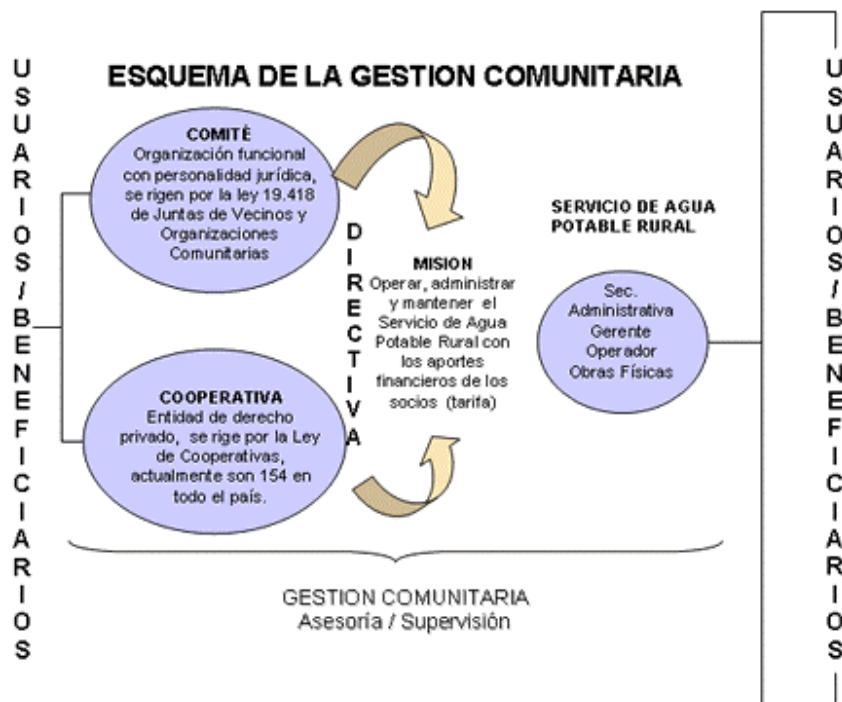 ESQUEMA DE LA GESTION COMUNITARIA
USUARIOS/BENEFICIARIOS
COMITÉ
Organización funcional
con personalidad jurídica,
se rigen por la ley 19.418
de Juntas de Vecinos y
Organizaciones
Comunitarias
COOPERATIVA
Entidad de derecho
privado, se rige por la Ley
de Cooperativas,
actualmente son 154 en
todo el país.
DIRECTIVA
MISION
Operar, administrar
y mantener el
Servicio de Agua
Potable Rural con
los aportes
financieros de los
socios (tarifa)
SERVICIO DE AGUA
POTABLE RURAL
Sec.
Administrativa
Gerente
Operador
Obras Físicas
USUARIOS/BENEFICIARIOS
GESTION COMUNITARIA
Asesoría / Supervisión